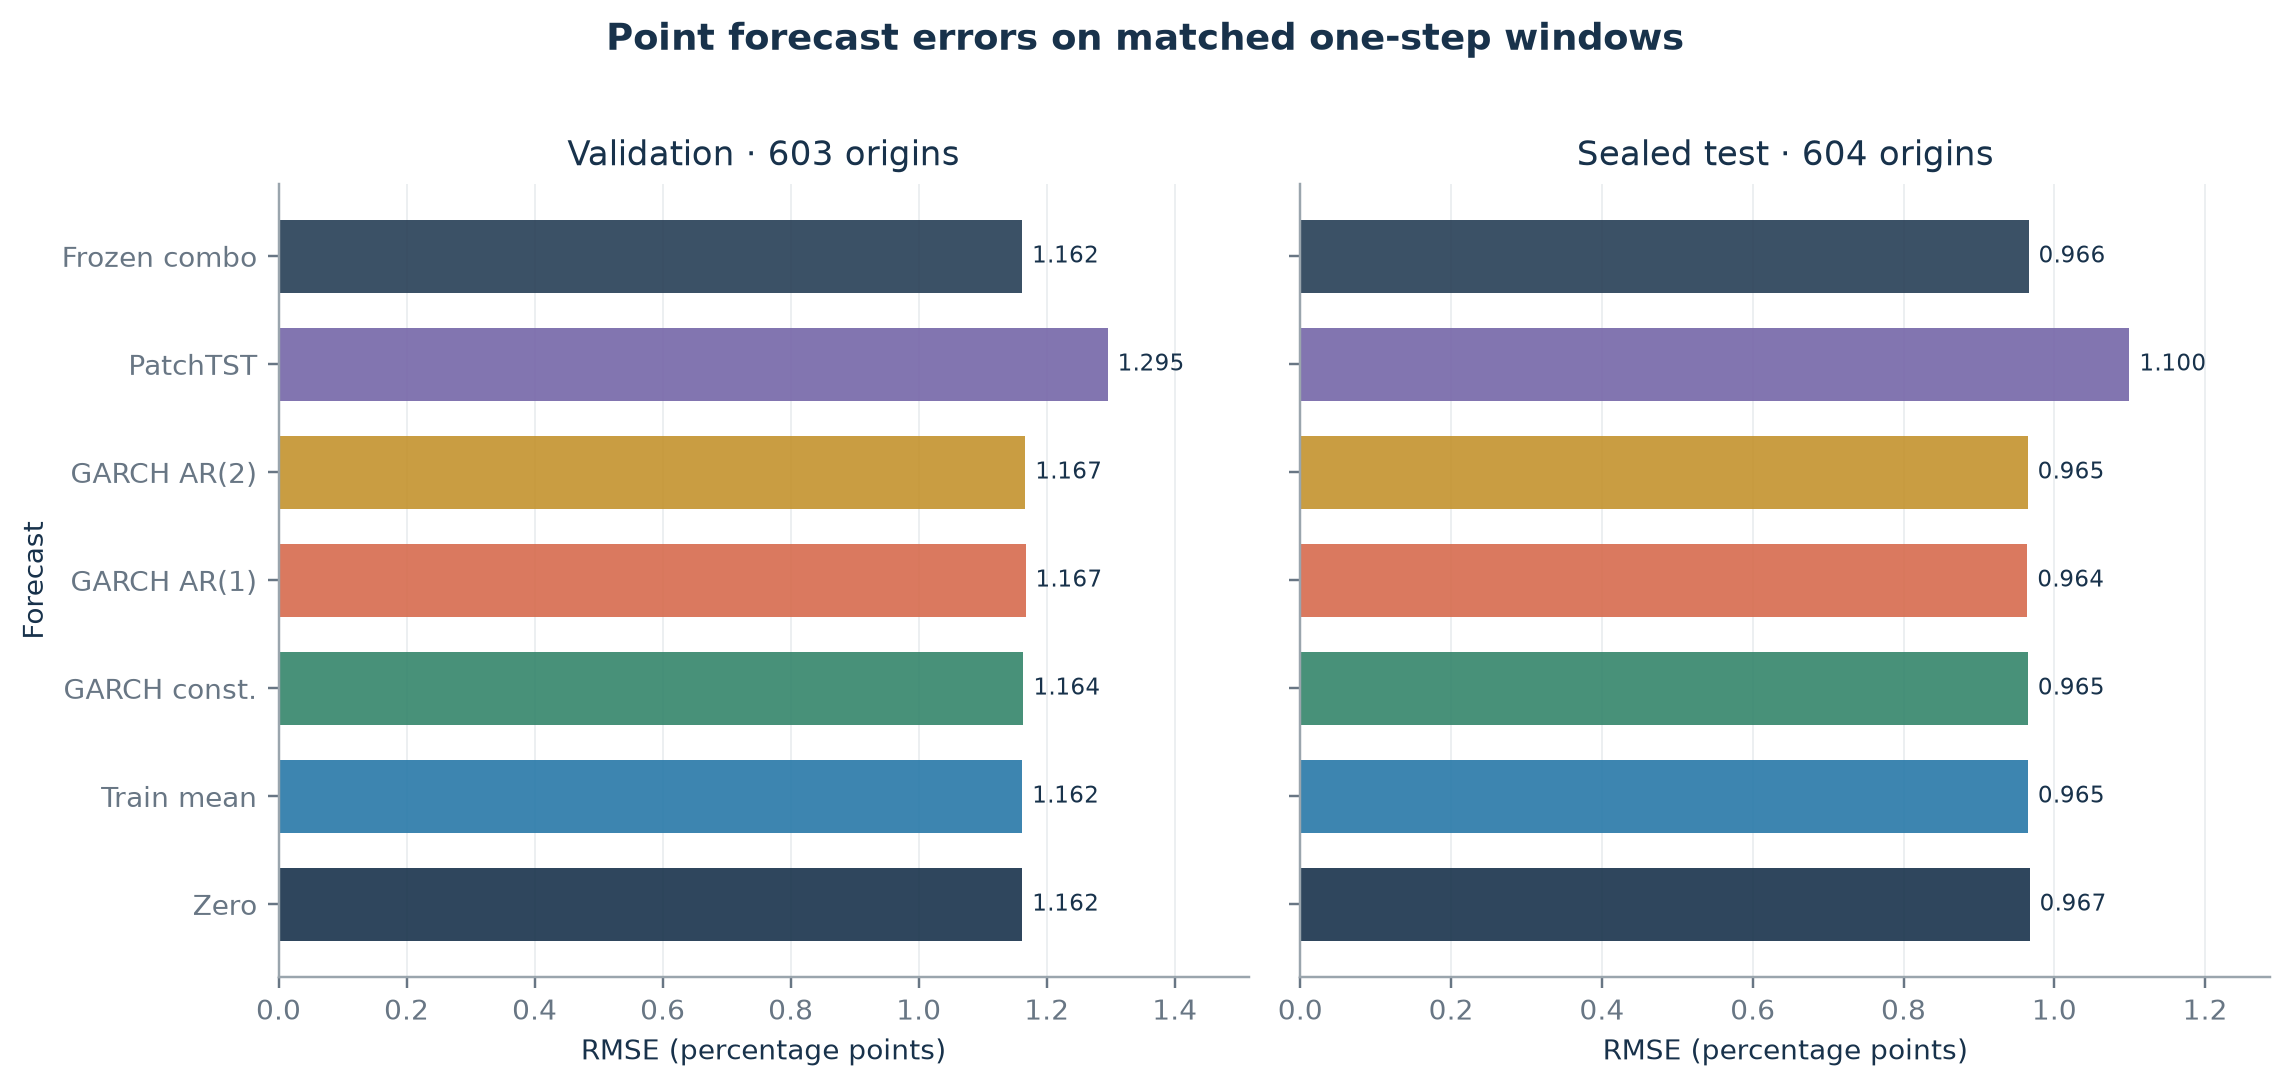 Point forecast errors on matched one-step windows
Validation · 603 origins
Forecast
Frozen combo 1.162
PatchTST 1.295
GARCH AR(2) 1.167
GARCH AR(1) 1.167
GARCH const. 1.164
Train mean 1.162
Zero 1.162
0.0 0.2 0.4 0.6 0.8 1.0 1.2 1.4
RMSE (percentage points)
Sealed test · 604 origins
0.966
1.100
0.965
0.964
0.965
0.965
0.967
0.0 0.2 0.4 0.6 0.8 1.0 1.2
RMSE (percentage points)